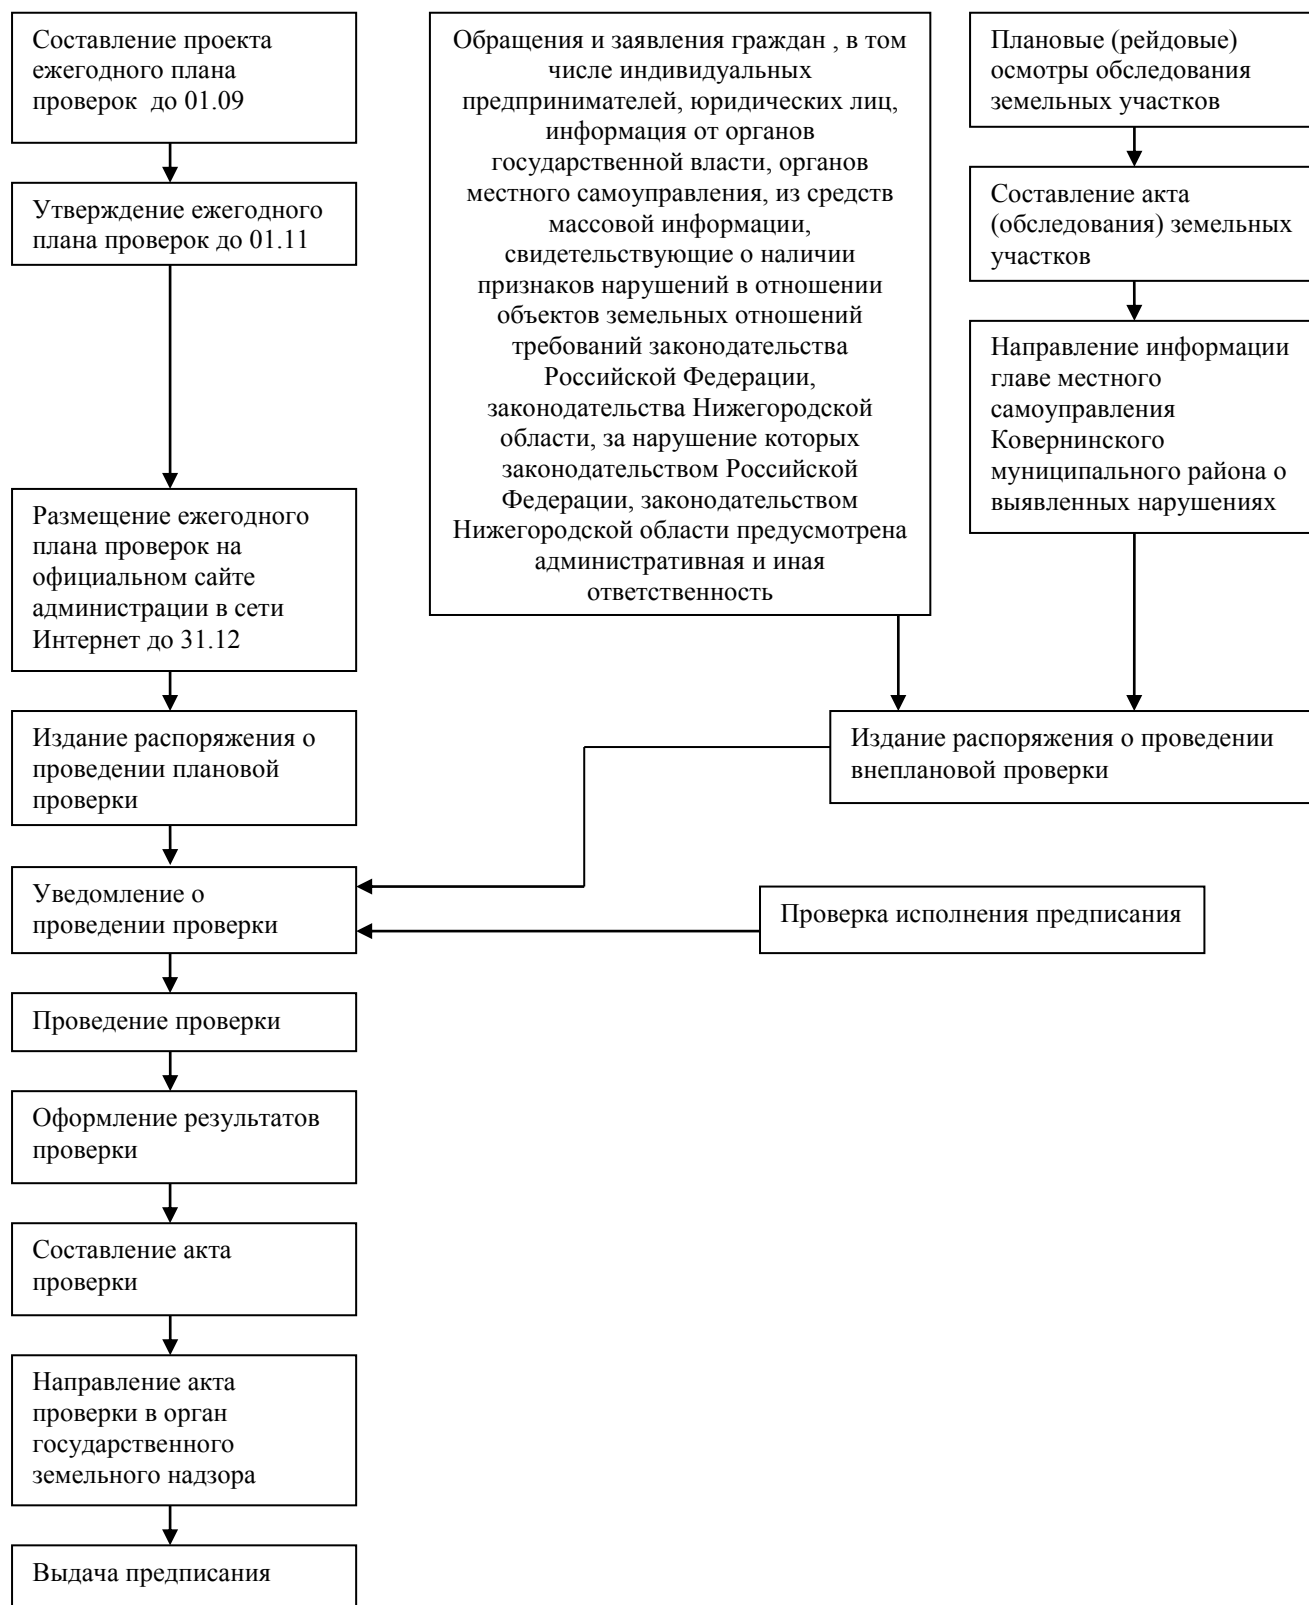 Составление проекта
ежегодного плана
проверок до 01.09
Утверждение ежегодного
плана проверок до 01.11
Размещение ежегодного
плана проверок на
официальном сайте
администрации в сети
Интернет до 31.12
Издание распоряжения о
проведении плановой
проверки
Уведомление о
проведении проверки
Проведение проверки
Оформление результатов
проверки
Составление акта
проверки
Направление акта
проверки в орган
государственного
земельного надзора
Выдача предписания
Обращения и заявления граждан , в том
числе индивидуальных
предпринимателей, юридических лиц,
информация от органов
государственной власти, органов
местного самоуправления, из средств
массовой информации,
свидетельствующие о наличии
признаков нарушений в отношении
объектов земельных отношений
требований законодательства
Российской Федерации,
законодательства Нижегородской
области, за нарушение которых
законодательством Российской
Федерации, законодательством
Нижегородской области предусмотрена
административная и иная
ответственность
Плановые (рейдовые)
осмотры обследования
земельных участков
Составление акта
(обследования) земельных
участков
Направление информации
главе местного
самоуправления
Ковернинского
муниципального района о
выявленных нарушениях
Издание распоряжения о проведении
внеплановой проверки
Проверка исполнения предписания